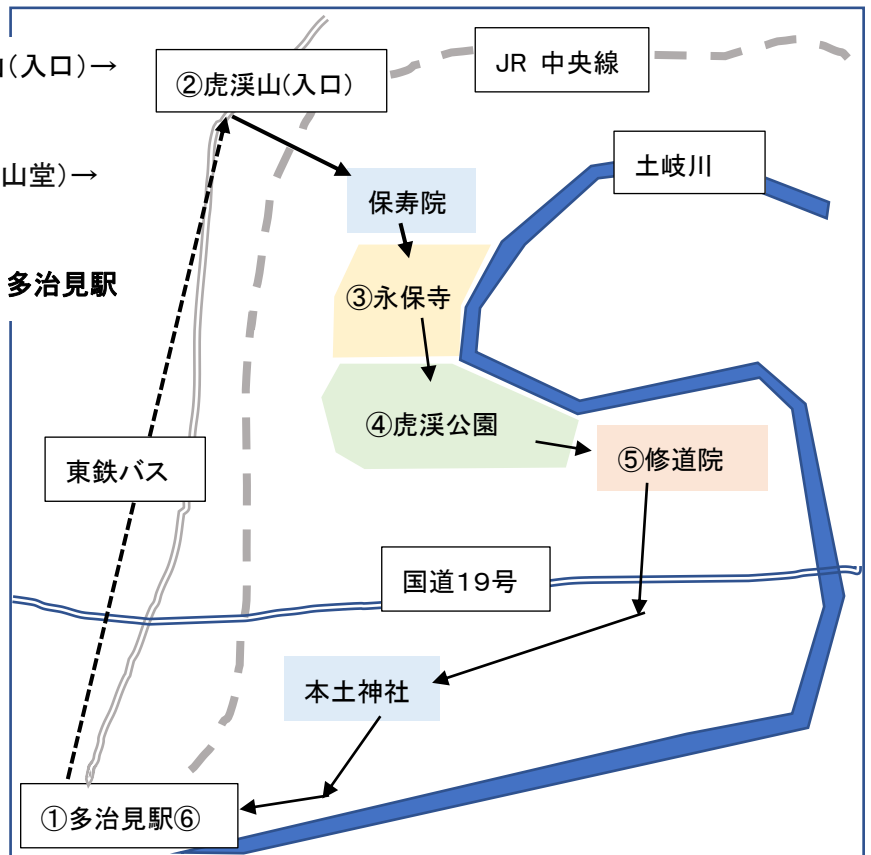 (入口)→
山堂)→
多治見駅
JR 中央線
②虎渓山(入口)
土岐川
保寿院
③永保寺
④虎渓公園
⑤修道院
東鉄バス
国道19号
本土神社
①多治見駅⑥